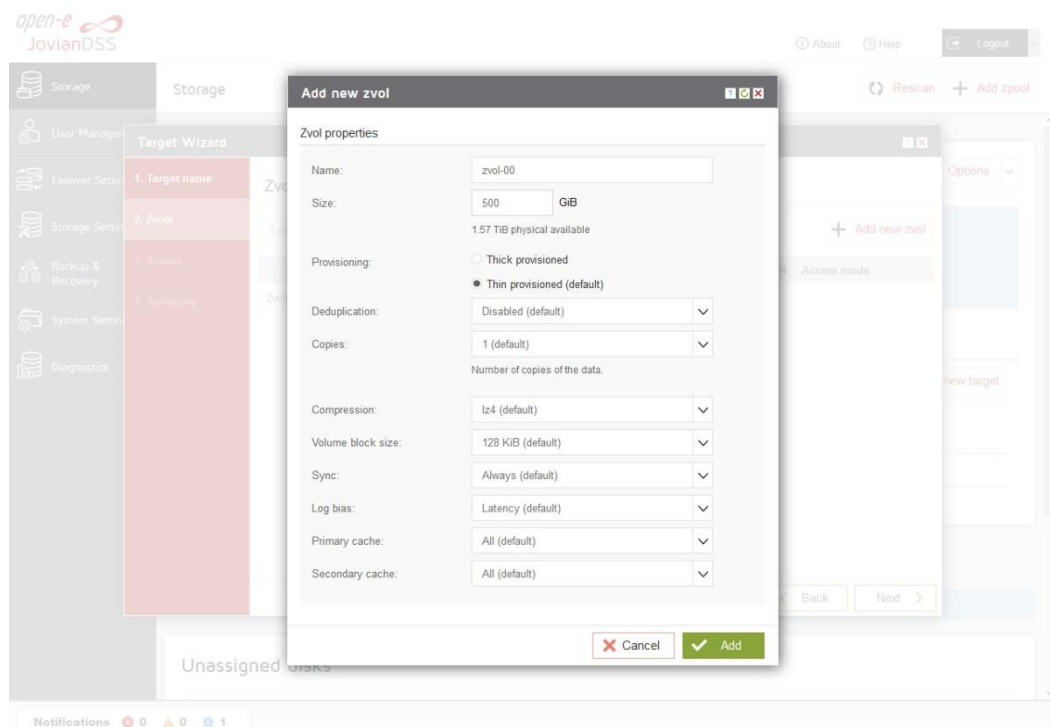 open-e
JovianDSS
About
Help
Logout
Storage
User Manage
Failover Settin
Storage Settin
Backup &
Recovery
System Settin
Diagnostics
Storage
Rescan
Add zpool
Target Wizard
1. Target name
2. Zvols
3. Access
4. Summary
Options
Add new zvol
Access mode
new target
Back
Next
Add new zvol
Zvol properties
Name: zvol-00
Size: 500 GiB
1.57 TiB physical available
Provisioning: Thick provisioned
Thin provisioned (default)
Deduplication: Disabled (default)
Copies: 1 (default)
Number of copies of the data.
Compression: lz4 (default)
Volume block size: 128 KiB (default)
Sync: Always (default)
Log bias: Latency (default)
Primary cache: All (default)
Secondary cache: All (default)
Cancel
Add
Unassigned disks
Notifications 0 0 1